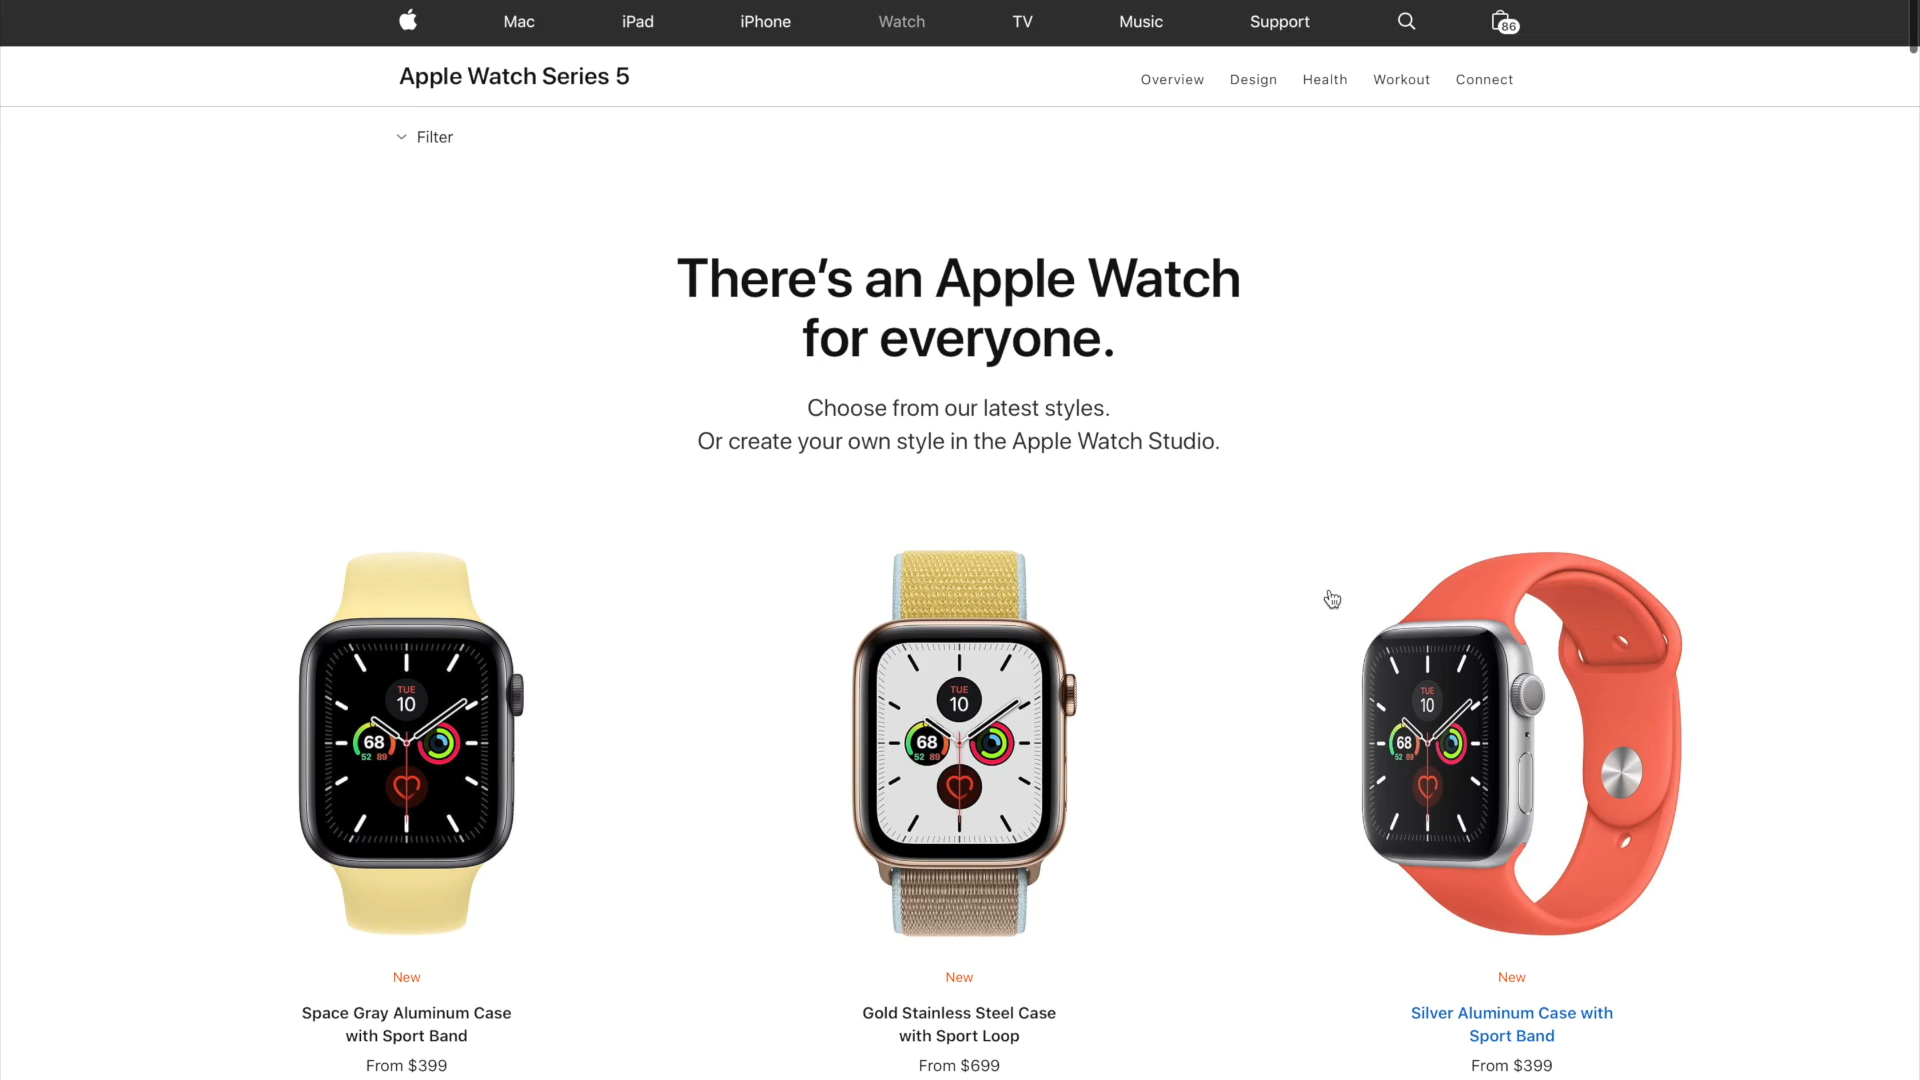 Mac iPad iPhone Watch TV Music Support 86
Apple Watch Series 5
Overview Design Health Workout Connect
Filter
There’s an Apple Watch
for everyone.
Choose from our latest styles.
Or create your own style in the Apple Watch Studio.
TUE
10
68
52 89
TUE
10
68
52 89
TUE
10
68
52 89
New
Space Gray Aluminum Case
with Sport Band
From $399
New
Gold Stainless Steel Case
with Sport Loop
From $699
New
Silver Aluminum Case with
Sport Band
From $399